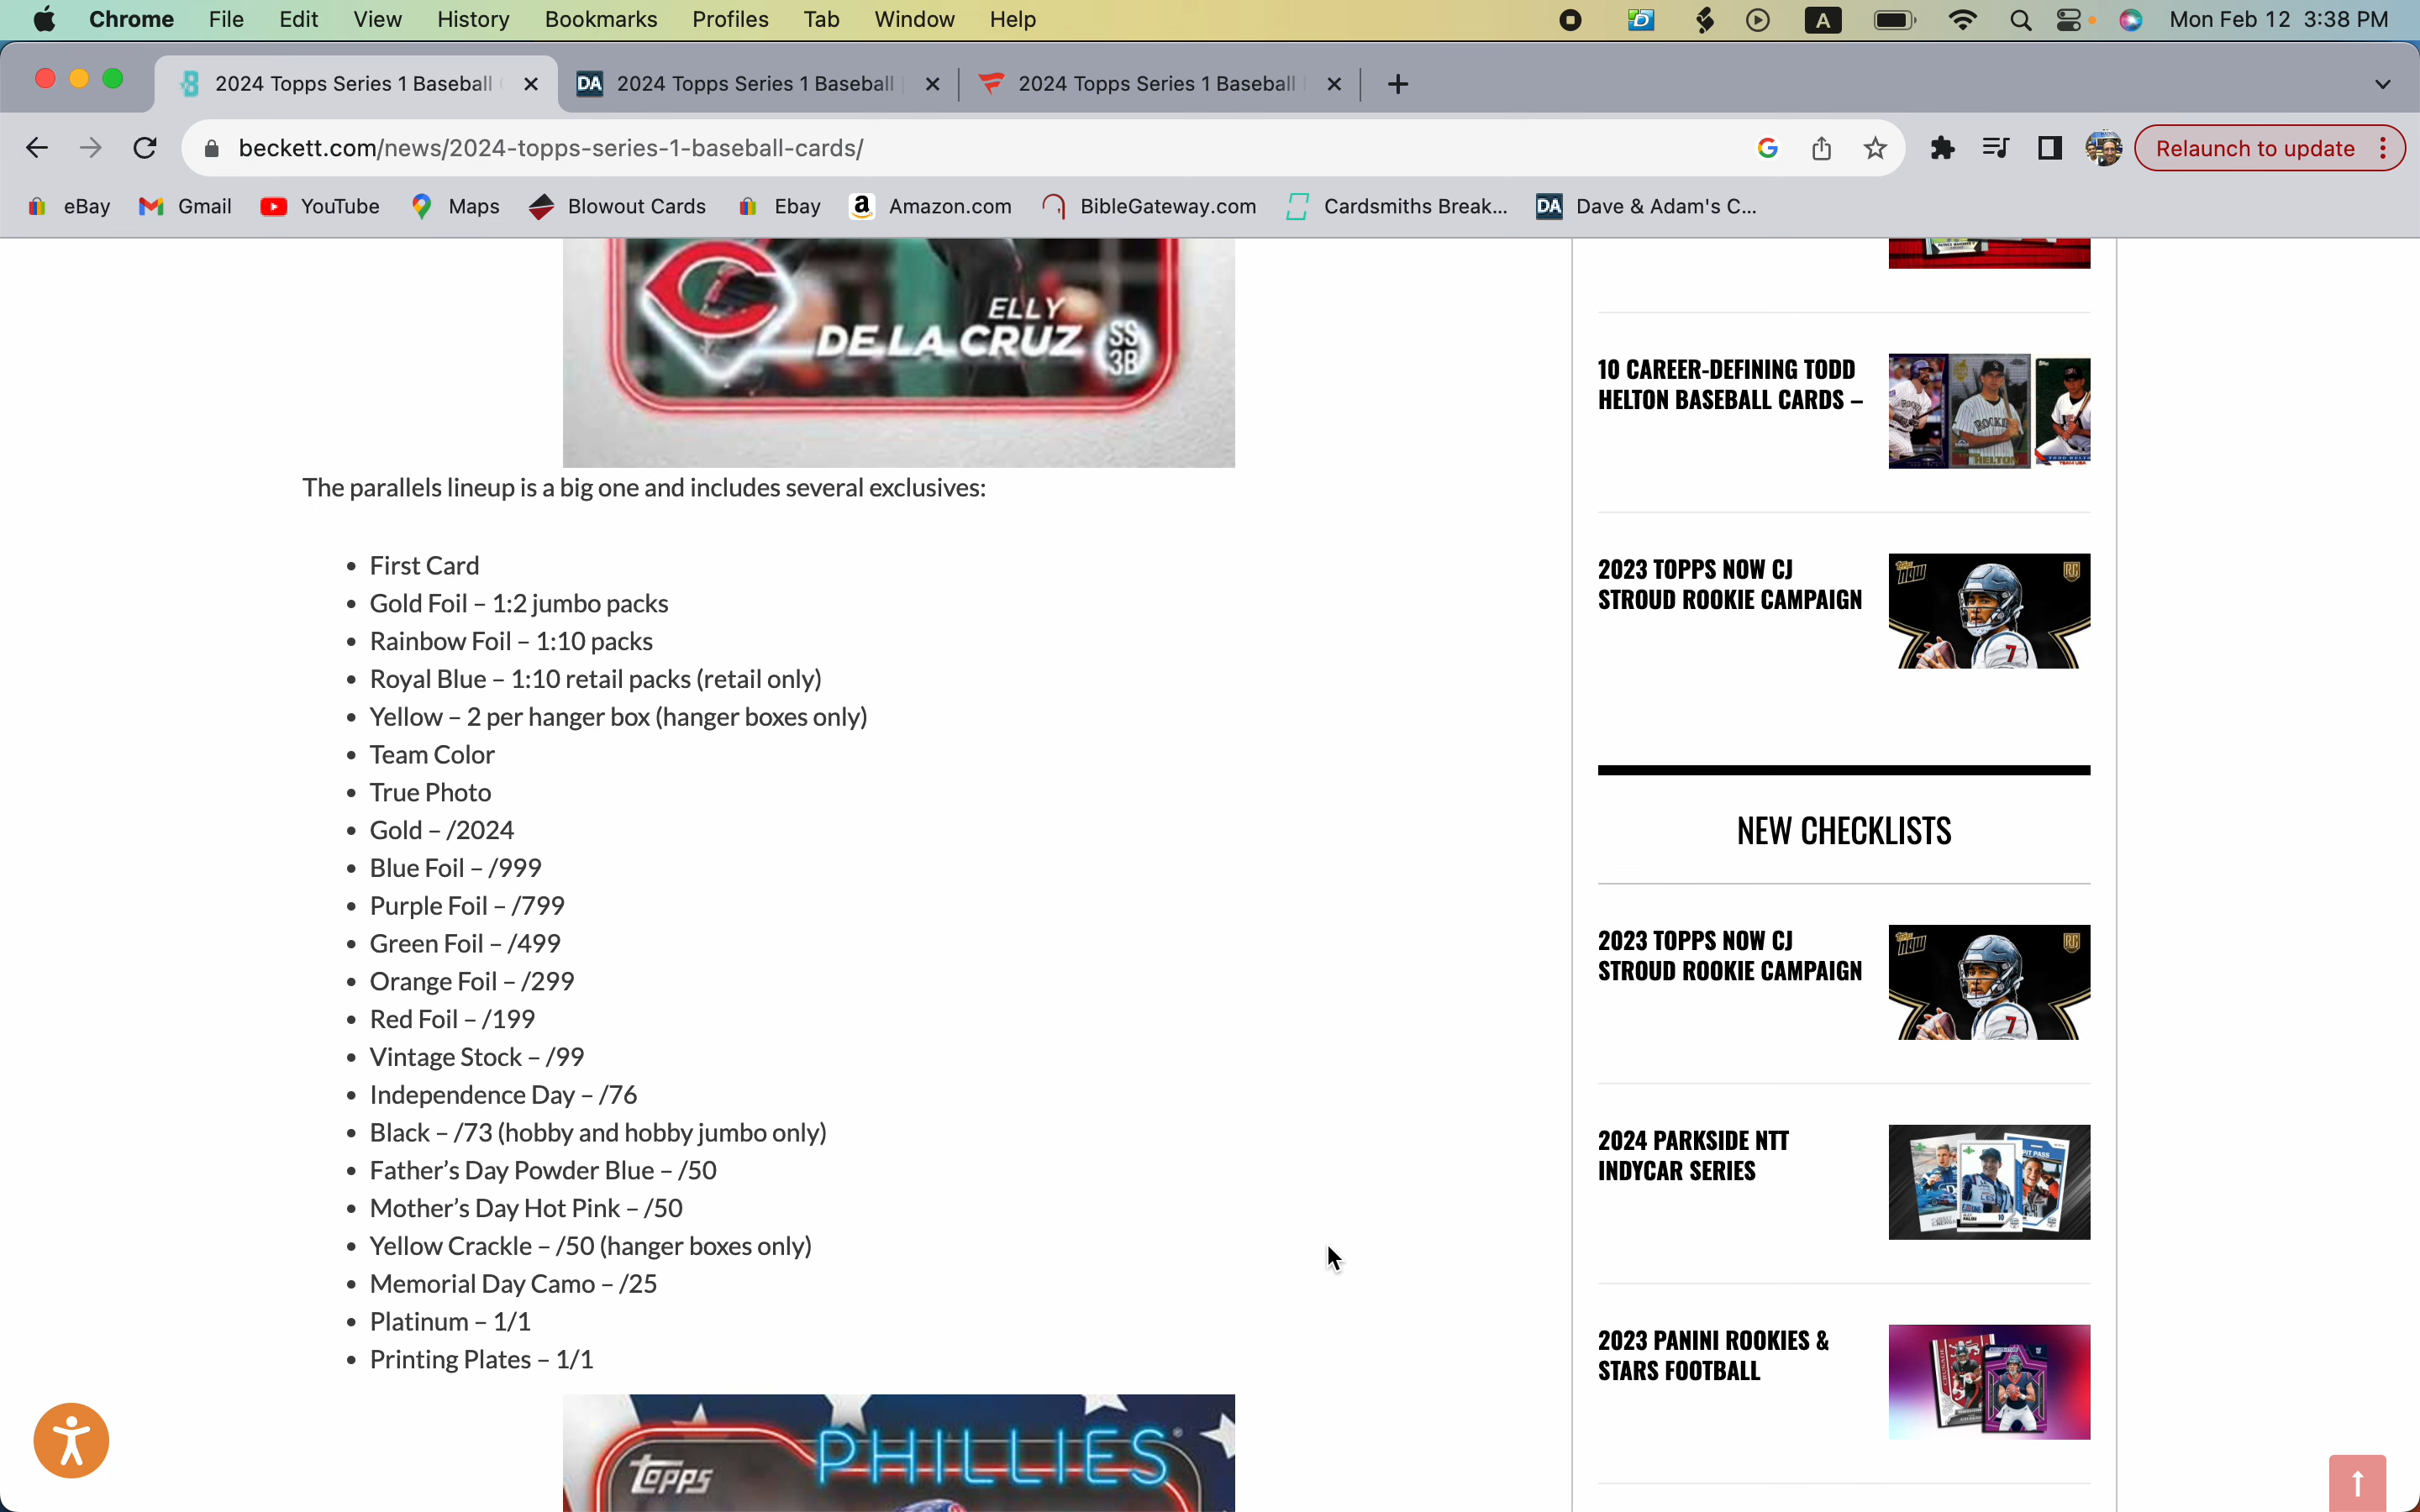 Chrome File Edit View History Bookmarks Profiles Tab Window Help A Mon Feb 12 3:38 PM
2024 Topps Series 1 Baseball DA 2024 Topps Series 1 Baseball 2024 Topps Series 1 Baseball
beckett.com/news/2024-topps-series-1-baseball-cards/ Relaunch to update
eBay Gmail YouTube Maps Blowout Cards Ebay Amazon.com BibleGateway.com Cardsmiths Break... DA Dave & Adam's C...
ELLY
DE LA CRUZ
SS
3B
The parallels lineup is a big one and includes several exclusives:
• First Card
• Gold Foil – 1:2 jumbo packs
• Rainbow Foil – 1:10 packs
• Royal Blue – 1:10 retail packs (retail only)
• Yellow – 2 per hanger box (hanger boxes only)
• Team Color
• True Photo
• Gold – /2024
• Blue Foil – /999
• Purple Foil – /799
• Green Foil – /499
• Orange Foil – /299
• Red Foil – /199
• Vintage Stock – /99
• Independence Day – /76
• Black – /73 (hobby and hobby jumbo only)
• Father’s Day Powder Blue – /50
• Mother’s Day Hot Pink – /50
• Yellow Crackle – /50 (hanger boxes only)
• Memorial Day Camo – /25
• Platinum – 1/1
• Printing Plates – 1/1
Topps PHILLIES
10 CAREER-DEFINING TODD
HELTON BASEBALL CARDS –
2023 TOPPS NOW CJ
STROUD ROOKIE CAMPAIGN
NEW CHECKLISTS
2023 TOPPS NOW CJ
STROUD ROOKIE CAMPAIGN
2024 PARKSIDE NTT
INDYCAR SERIES
2023 PANINI ROOKIES &
STARS FOOTBALL